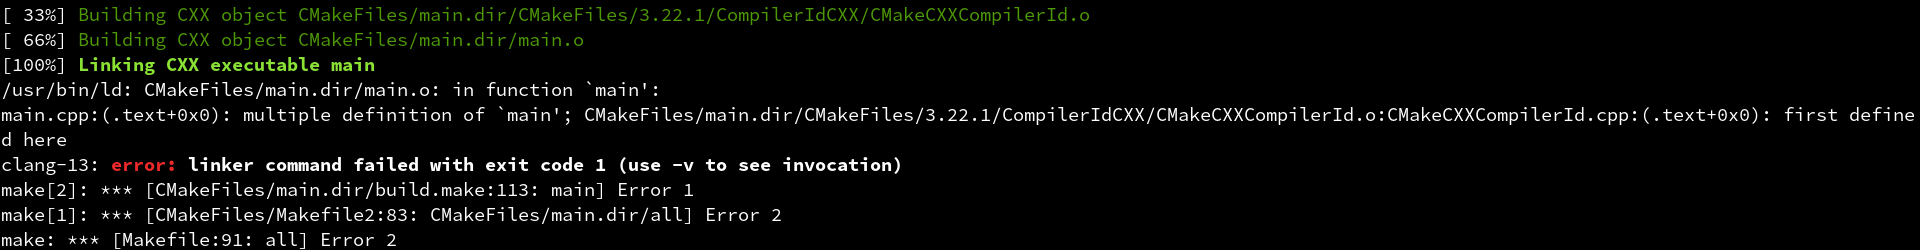 [ 33%] Building CXX object CMakeFiles/main.dir/CMakeFiles/3.22.1/CompilerIdCXX/CMakeCXXCompilerId.o
[ 66%] Building CXX object CMakeFiles/main.dir/main.o
[100%] Linking CXX executable main
/usr/bin/ld: CMakeFiles/main.dir/main.o: in function `main':
main.cpp:(.text+0x0): multiple definition of `main'; CMakeFiles/main.dir/CMakeFiles/3.22.1/CompilerIdCXX/CMakeCXXCompilerId.o:CMakeCXXCompilerId.cpp:(.text+0x0): first define
d here
clang-13: error: linker command failed with exit code 1 (use -v to see invocation)
make[2]: *** [CMakeFiles/main.dir/build.make:113: main] Error 1
make[1]: *** [CMakeFiles/Makefile2:83: CMakeFiles/main.dir/all] Error 2
make: *** [Makefile:91: all] Error 2